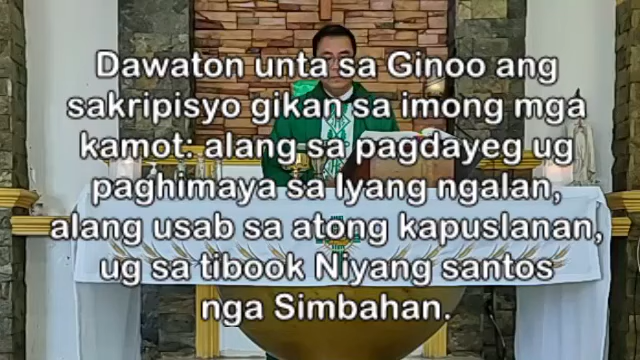 Dawaton unta sa Ginoo ang
sakripisyo gikan sa imong mga
kamot: alang sa pagdayeg ug
paghimaya sa Iyang ngalan,
alang usab sa atong kapuslanan,
ug sa tibook Niyang santos
nga Simbahan.